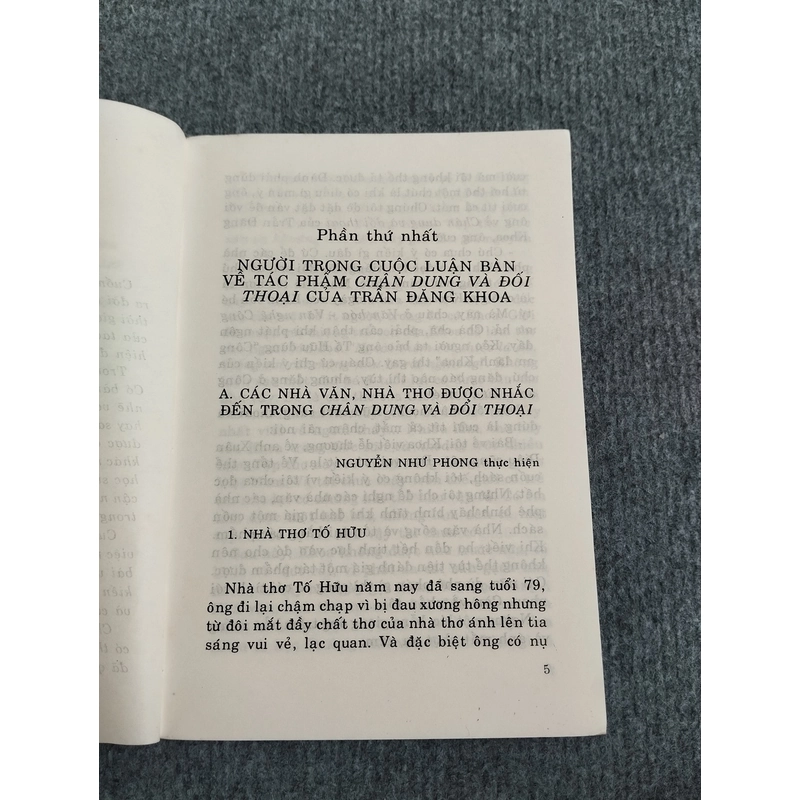 Phần thứ nhất
NGƯỜI TRONG CUỘC LUẬN BÀN
VỀ TÁC PHẨM CHÂN DUNG VÀ ĐỐI
THOẠI CỦA TRẦN ĐĂNG KHOA
A. CÁC NHÀ VĂN, NHÀ THƠ ĐƯỢC NHẮC
ĐẾN TRONG CHÂN DUNG VÀ ĐỐI THOẠI
NGUYỄN NHƯ PHONG thực hiện
1. NHÀ THƠ TỐ HỮU
Nhà thơ Tố Hữu năm nay đã sang tuổi 79,
ông đi lại chậm chạp vì bị đau xương hông nhưng
từ đôi mắt đầy chất thơ của nhà thơ ánh lên tia
sáng vui vẻ, lạc quan. Và đặc biệt ông có nụ
5